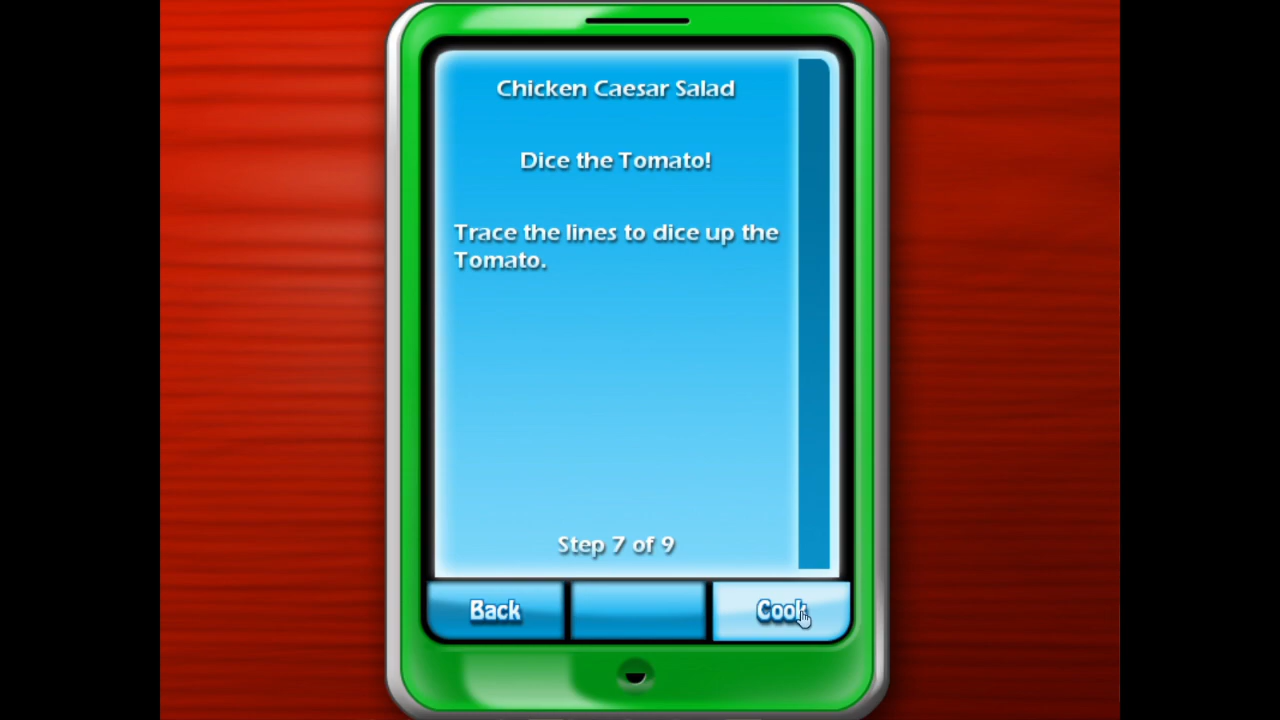 Chicken Caesar Salad
Dice the Tomato!
Trace the lines to dice up the
Tomato.
Step 7 of 9
Back
Cook